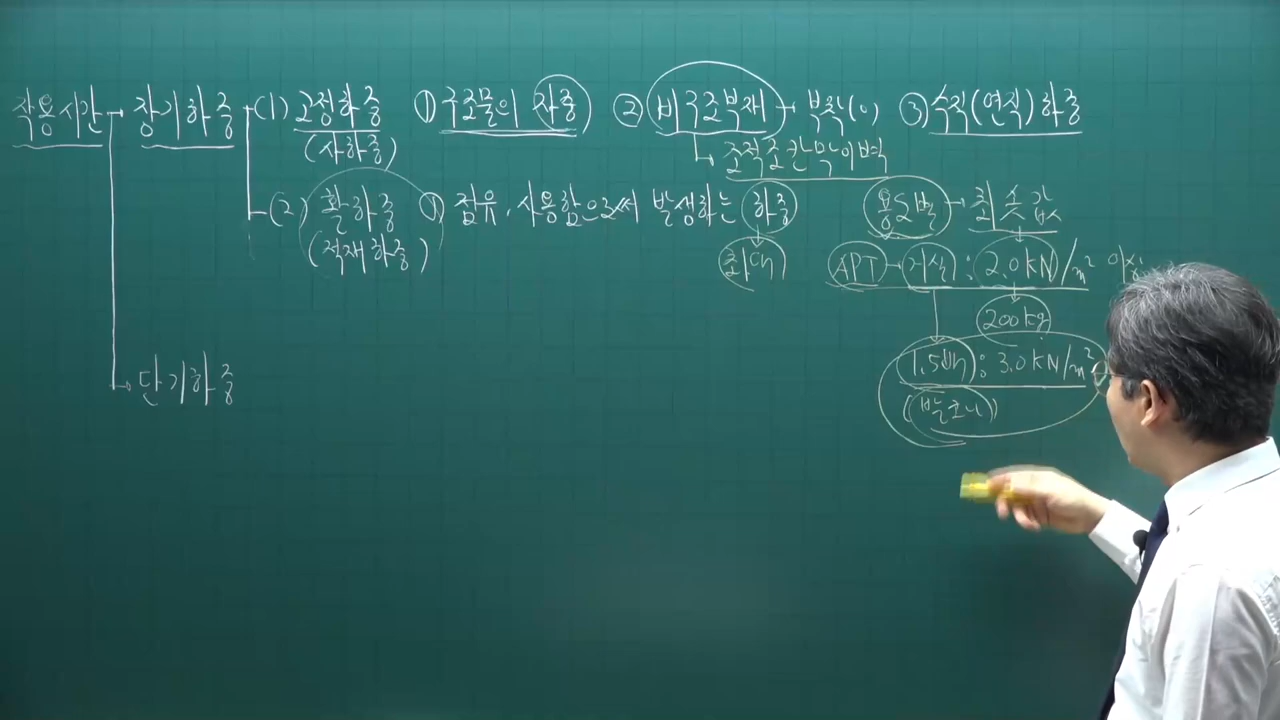 작용시간 → 장기하중 (1) 고정하중 ① 구조물의 자중 ② 비구조부재 → 부착(o) ③ 수직(연직)하중
(사하중) → 조적조 칸막이벽
(2) 활하중 ① 점유, 사용함으로써 발생하는 하중 용도별 → 최솟값
(적재하중) 최대 APT - 거실 : 2.0kN/m² 이상
200kg
1.5배 : 3.0kN/m²
(발코니)
→ 단기하중